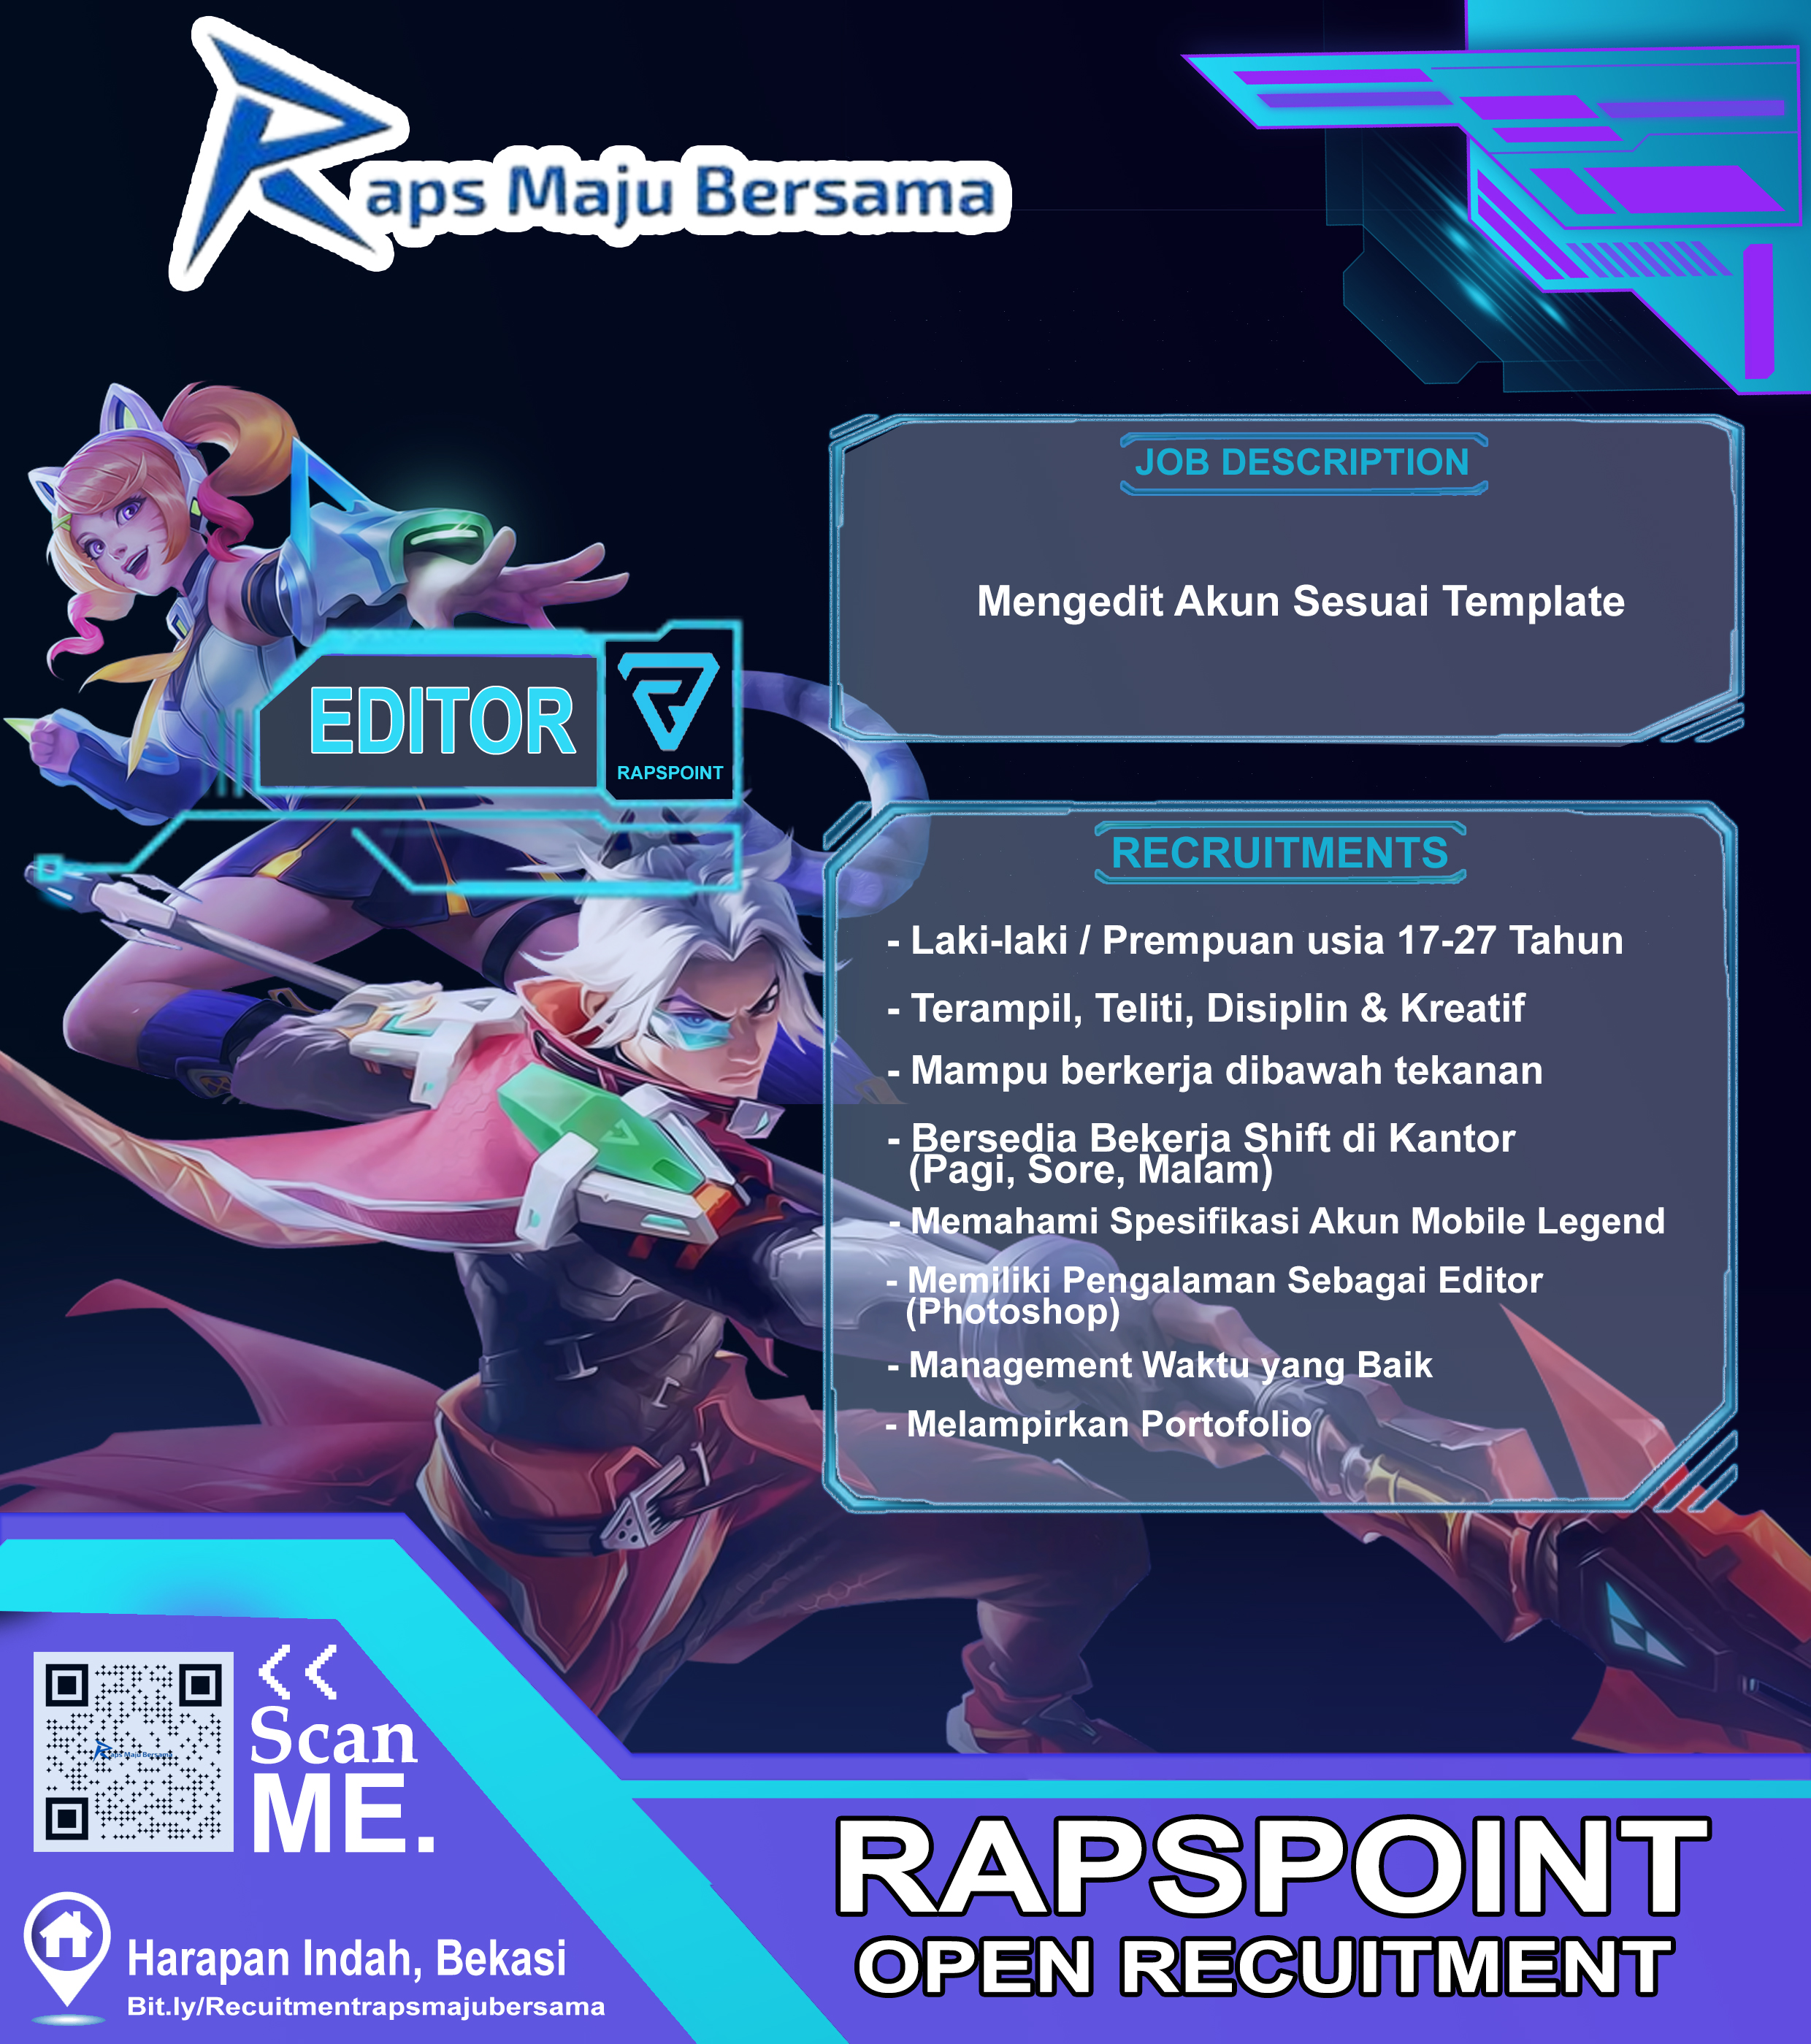 Raps Maju Bersama
JOB DESCRIPTION
Mengedit Akun Sesuai Template
EDITOR
RAPSPOINT
RECRUITMENTS
- Laki-laki / Prempuan usia 17-27 Tahun
- Terampil, Teliti, Disiplin & Kreatif
- Mampu berkerja dibawah tekanan
- Bersedia Bekerja Shift di Kantor
(Pagi, Sore, Malam)
- Memahami Spesifikasi Akun Mobile Legend
- Memiliki Pengalaman Sebagai Editor
(Photoshop)
- Management Waktu yang Baik
- Melampirkan Portofolio
Raps Maju Bersama
<< Scan
ME.
Harapan Indah, Bekasi
Bit.ly/Recuitmentrapsmajubersama
RAPSPOINT
OPEN RECUITMENT